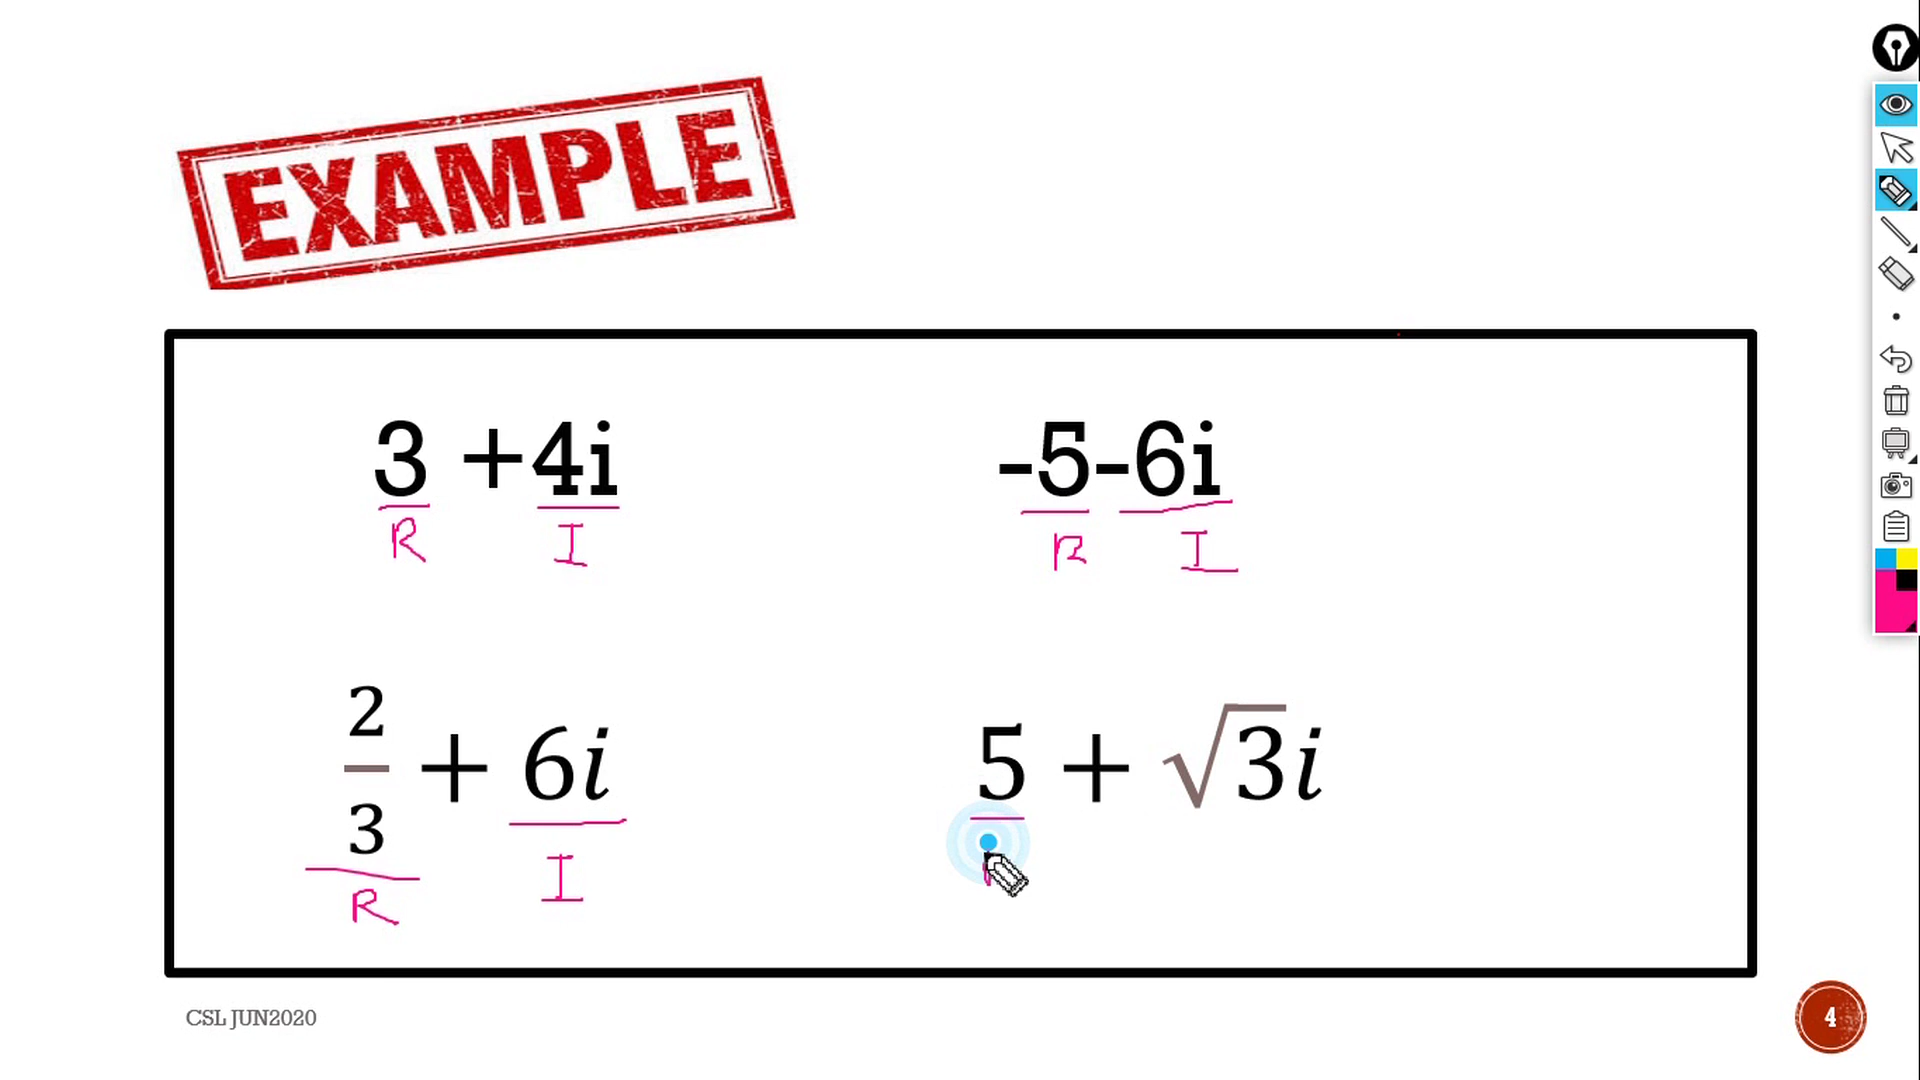 EXAMPLE
3 +4i
R I
-5-6i
R I
2/3 + 6i
R I
5 + √3i
CSL JUN2020
4